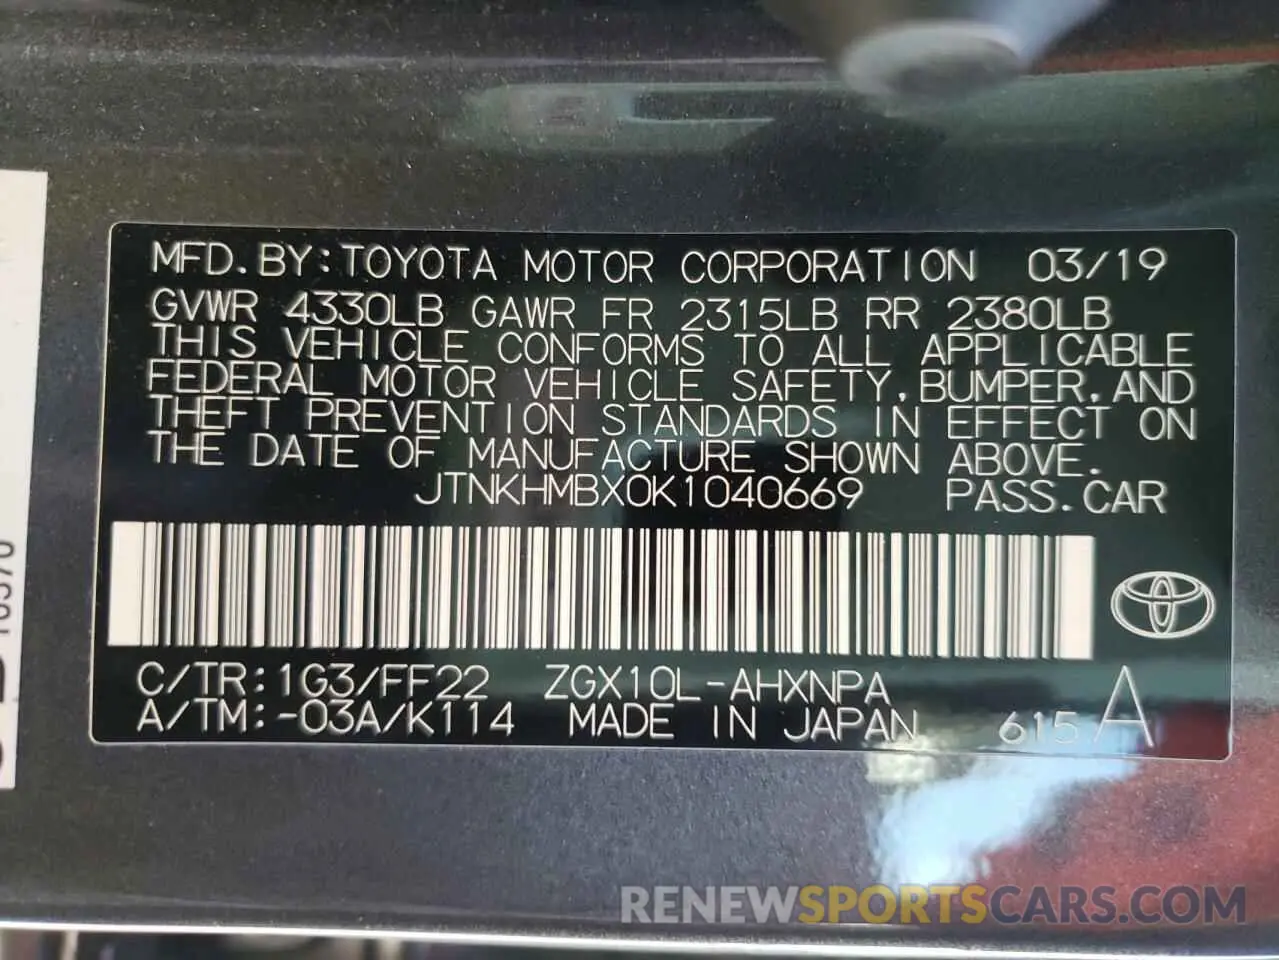 MFD.BY:TOYOTA MOTOR CORPORATION 03/19
GVWR 4330LB GAWR FR 2315LB RR 2380LB
THIS VEHICLE CONFORMS TO ALL APPLICABLE
FEDERAL MOTOR VEHICLE SAFETY,BUMPER,AND
THEFT PREVENTION STANDARDS IN EFFECT ON
THE DATE OF MANUFACTURE SHOWN ABOVE.
JTNKHMBX0K1040669 PASS.CAR
C/TR:1G3/FF22 ZGX10L-AHXNPA
A/TM:-03A/K114 MADE IN JAPAN 615 A
RENEWSPORTSCARS.COM